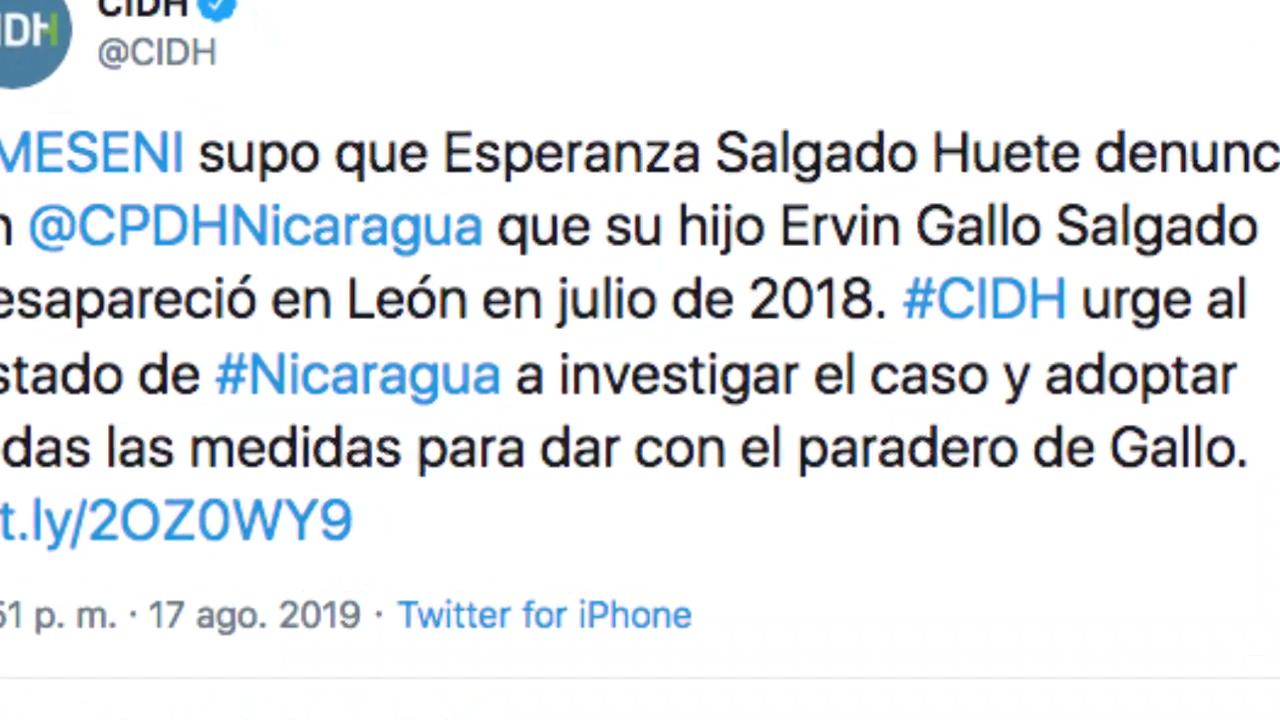 CIDH
IDH
@CIDH
MESENI supo que Esperanza Salgado Huete denunc
n @CPDHNicaragua que su hijo Ervin Gallo Salgado
esapareció en León en julio de 2018. #CIDH urge al
stado de #Nicaragua a investigar el caso y adoptar
das las medidas para dar con el paradero de Gallo.
t.ly/2OZ0WY9
51 p. m. · 17 ago. 2019 · Twitter for iPhone